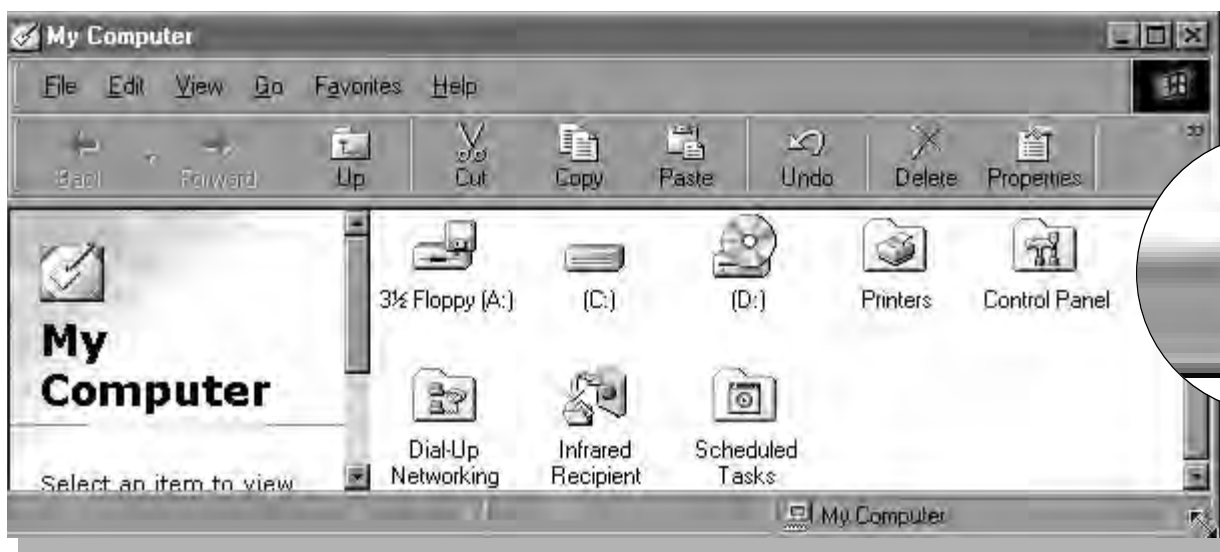 My Computer
File Edit View Go Favorites Help
Back Forward Up Cut Copy Paste Undo Delete Properties
3½ Floppy (A:) (C:) (D:) Printers Control Panel
My
Computer
Dial-Up Infrared Scheduled
Networking Recipient Tasks
Select an item to view
My Computer